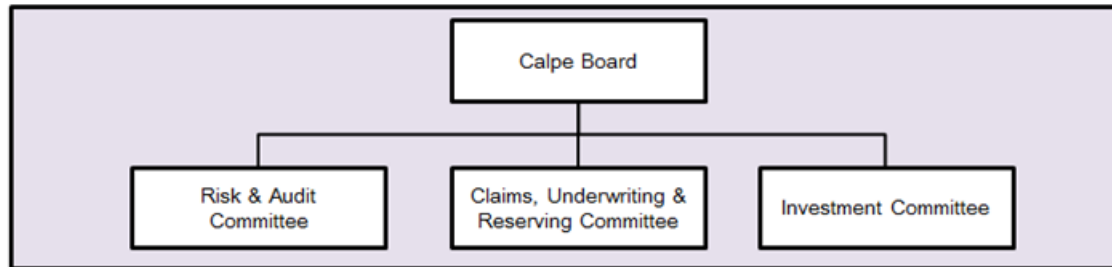 Calpe Board
Risk & Audit
Committee
Claims, Underwriting &
Reserving Committee
Investment Committee